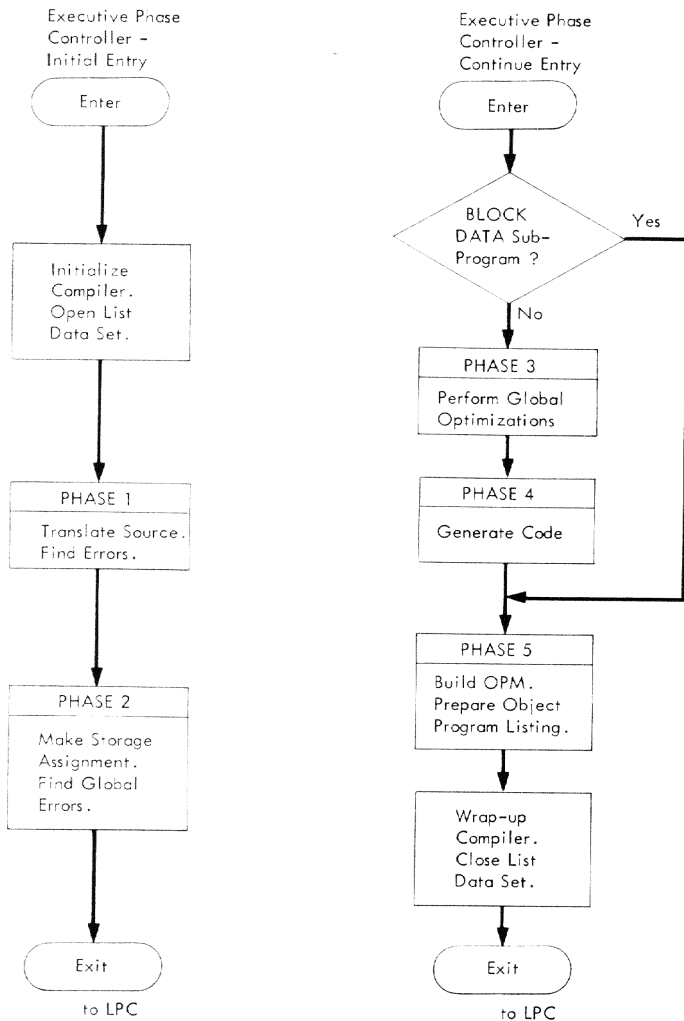 Executive Phase
Controller -
Initial Entry
Enter
Initialize
Compiler.
Open List
Data Set.
PHASE 1
Translate Source.
Find Errors.
PHASE 2
Make Storage
Assignment.
Find Global
Errors.
Exit
to LPC
Executive Phase
Controller -
Continue Entry
Enter
BLOCK
DATA Sub-
Program ?
Yes
No
PHASE 3
Perform Global
Optimizations
PHASE 4
Generate Code
PHASE 5
Build OPM.
Prepare Object
Program Listing.
Wrap-up
Compiler.
Close List
Data Set.
Exit
to LPC